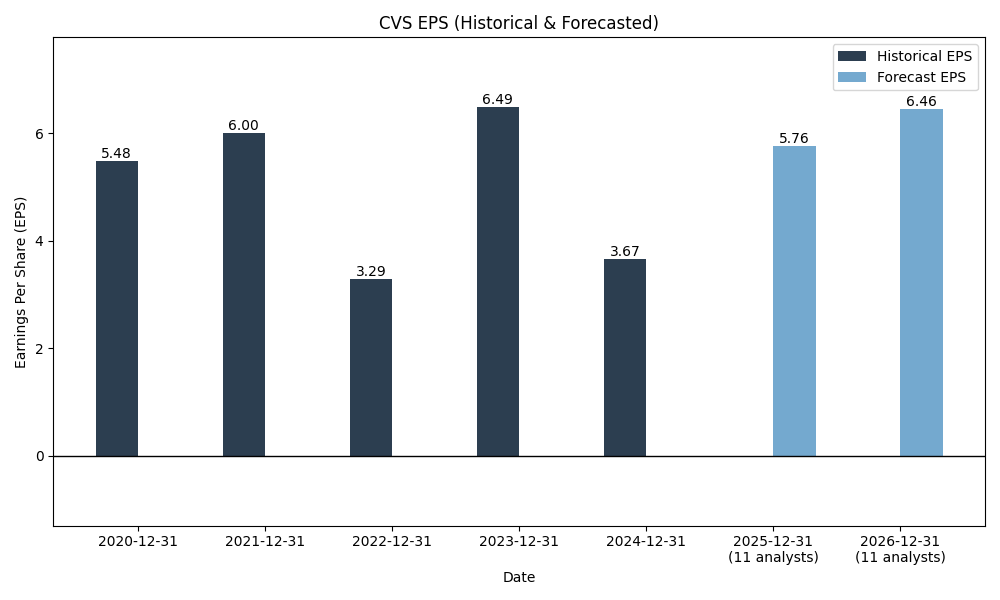 CVS EPS (Historical & Forecasted)
Historical EPS
Forecast EPS
5.48
6.00
3.29
6.49
3.67
5.76
6.46
6
4
2
0
Earnings Per Share (EPS)
2020-12-31
2021-12-31
2022-12-31
2023-12-31
2024-12-31
2025-12-31
(11 analysts)
2026-12-31
(11 analysts)
Date